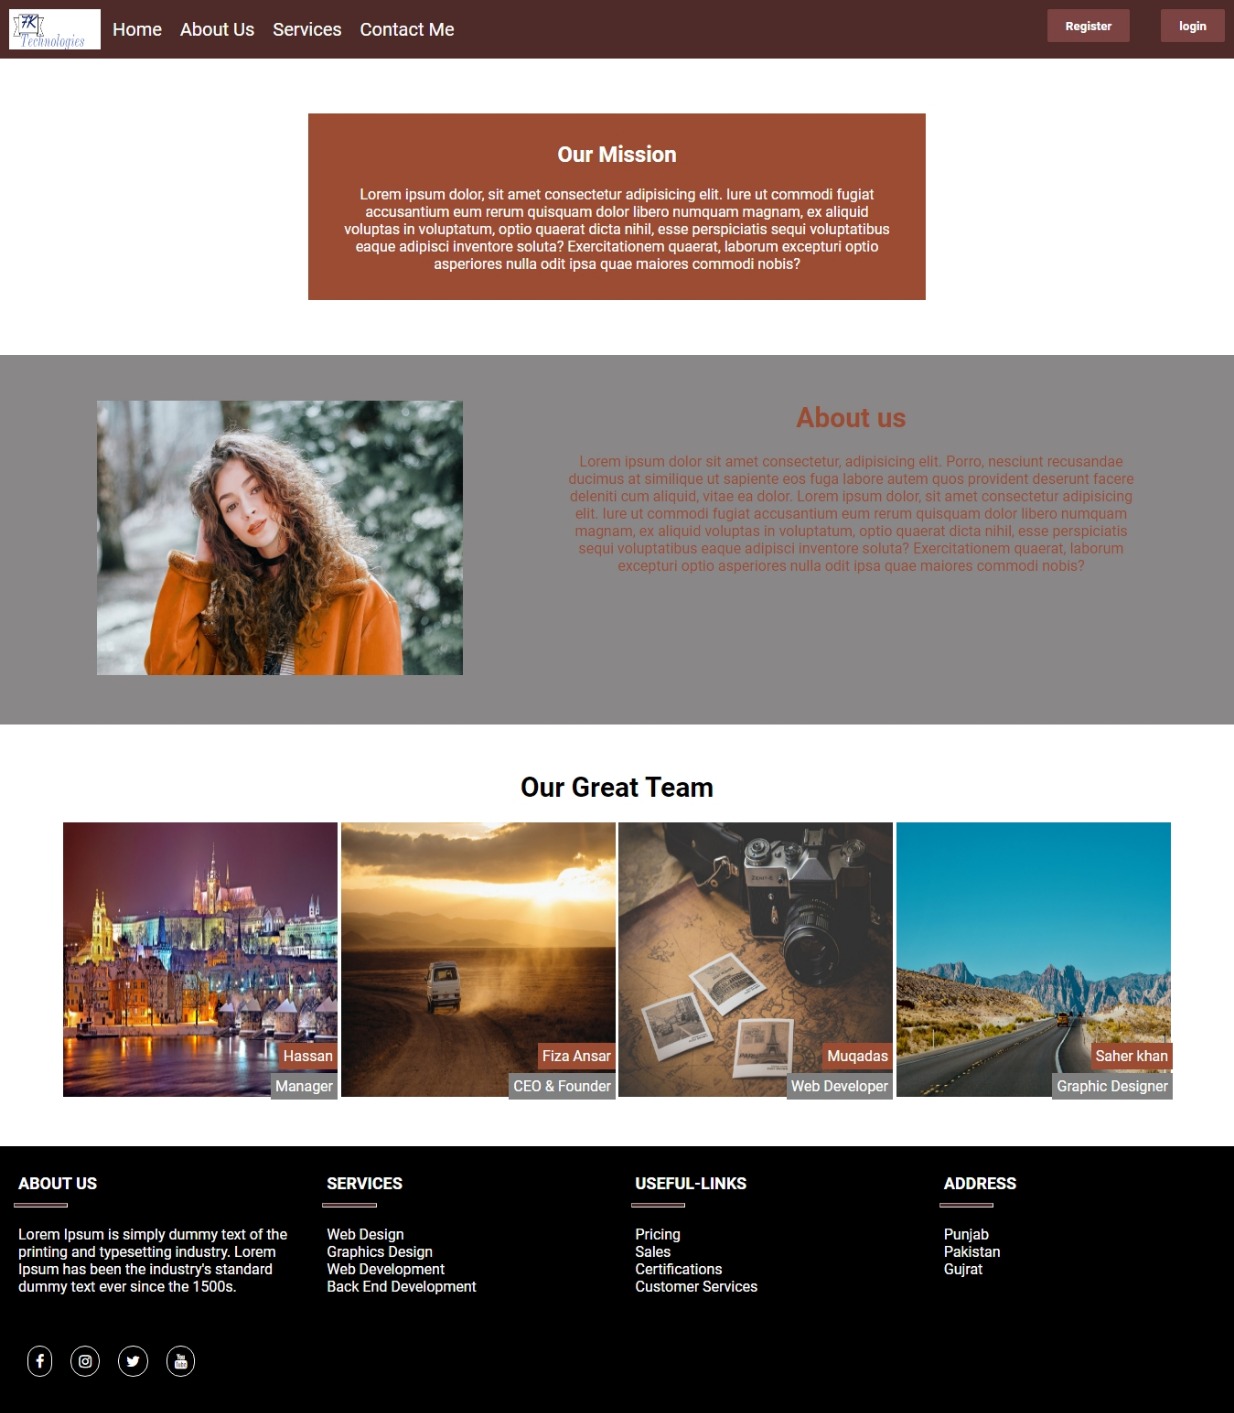 FK
Technologies
Home About Us Services Contact Me
Register login
Our Mission
Lorem ipsum dolor, sit amet consectetur adipisicing elit. Iure ut commodi fugiat
accusantium eum rerum quisquam dolor libero numquam magnam, ex aliquid
voluptas in voluptatum, optio quaerat dicta nihil, esse perspiciatis sequi voluptatibus
eaque adipisci inventore soluta? Exercitationem quaerat, laborum excepturi optio
asperiores nulla odit ipsa quae maiores commodi nobis?
About us
Lorem ipsum dolor sit amet consectetur, adipisicing elit. Porro, nesciunt recusandae
ducimus at similique ut sapiente eos fuga labore autem quos provident deserunt facere
deleniti cum aliquid, vitae ea dolor. Lorem ipsum dolor, sit amet consectetur adipisicing
elit. Iure ut commodi fugiat accusantium eum rerum quisquam dolor libero numquam
magnam, ex aliquid voluptas in voluptatum, optio quaerat dicta nihil, esse perspiciatis
sequi voluptatibus eaque adipisci inventore soluta? Exercitationem quaerat, laborum
excepturi optio asperiores nulla odit ipsa quae maiores commodi nobis?
Our Great Team
Hassan
Manager
Fiza Ansar
CEO & Founder
Muqadas
Web Developer
Saher khan
Graphic Designer
ABOUT US
Lorem Ipsum is simply dummy text of the
printing and typesetting industry. Lorem
Ipsum has been the industry's standard
dummy text ever since the 1500s.
SERVICES
Web Design
Graphics Design
Web Development
Back End Development
USEFUL-LINKS
Pricing
Sales
Certifications
Customer Services
ADDRESS
Punjab
Pakistan
Gujrat